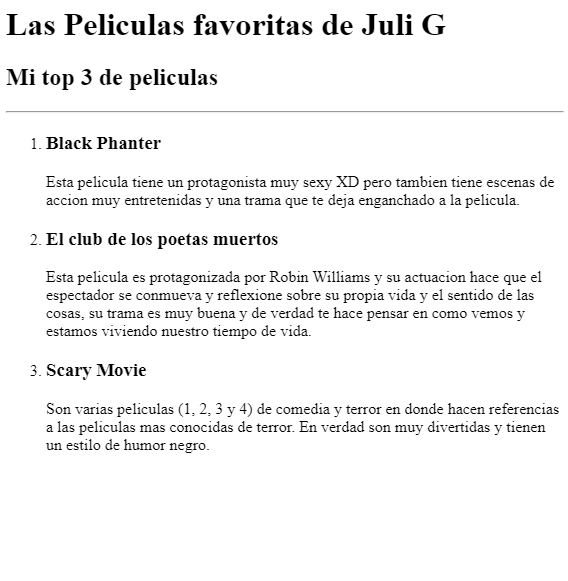 Las Peliculas favoritas de Juli G
Mi top 3 de peliculas
1. Black Phanter
Esta pelicula tiene un protagonista muy sexy XD pero tambien tiene escenas de
accion muy entretenidas y una trama que te deja enganchado a la pelicula.
2. El club de los poetas muertos
Esta pelicula es protagonizada por Robin Williams y su actuacion hace que el
espectador se conmueva y reflexione sobre su propia vida y el sentido de las
cosas, su trama es muy buena y de verdad te hace pensar en como vemos y
estamos viviendo nuestro tiempo de vida.
3. Scary Movie
Son varias peliculas (1, 2, 3 y 4) de comedia y terror en donde hacen referencias
a las peliculas mas conocidas de terror. En verdad son muy divertidas y tienen
un estilo de humor negro.